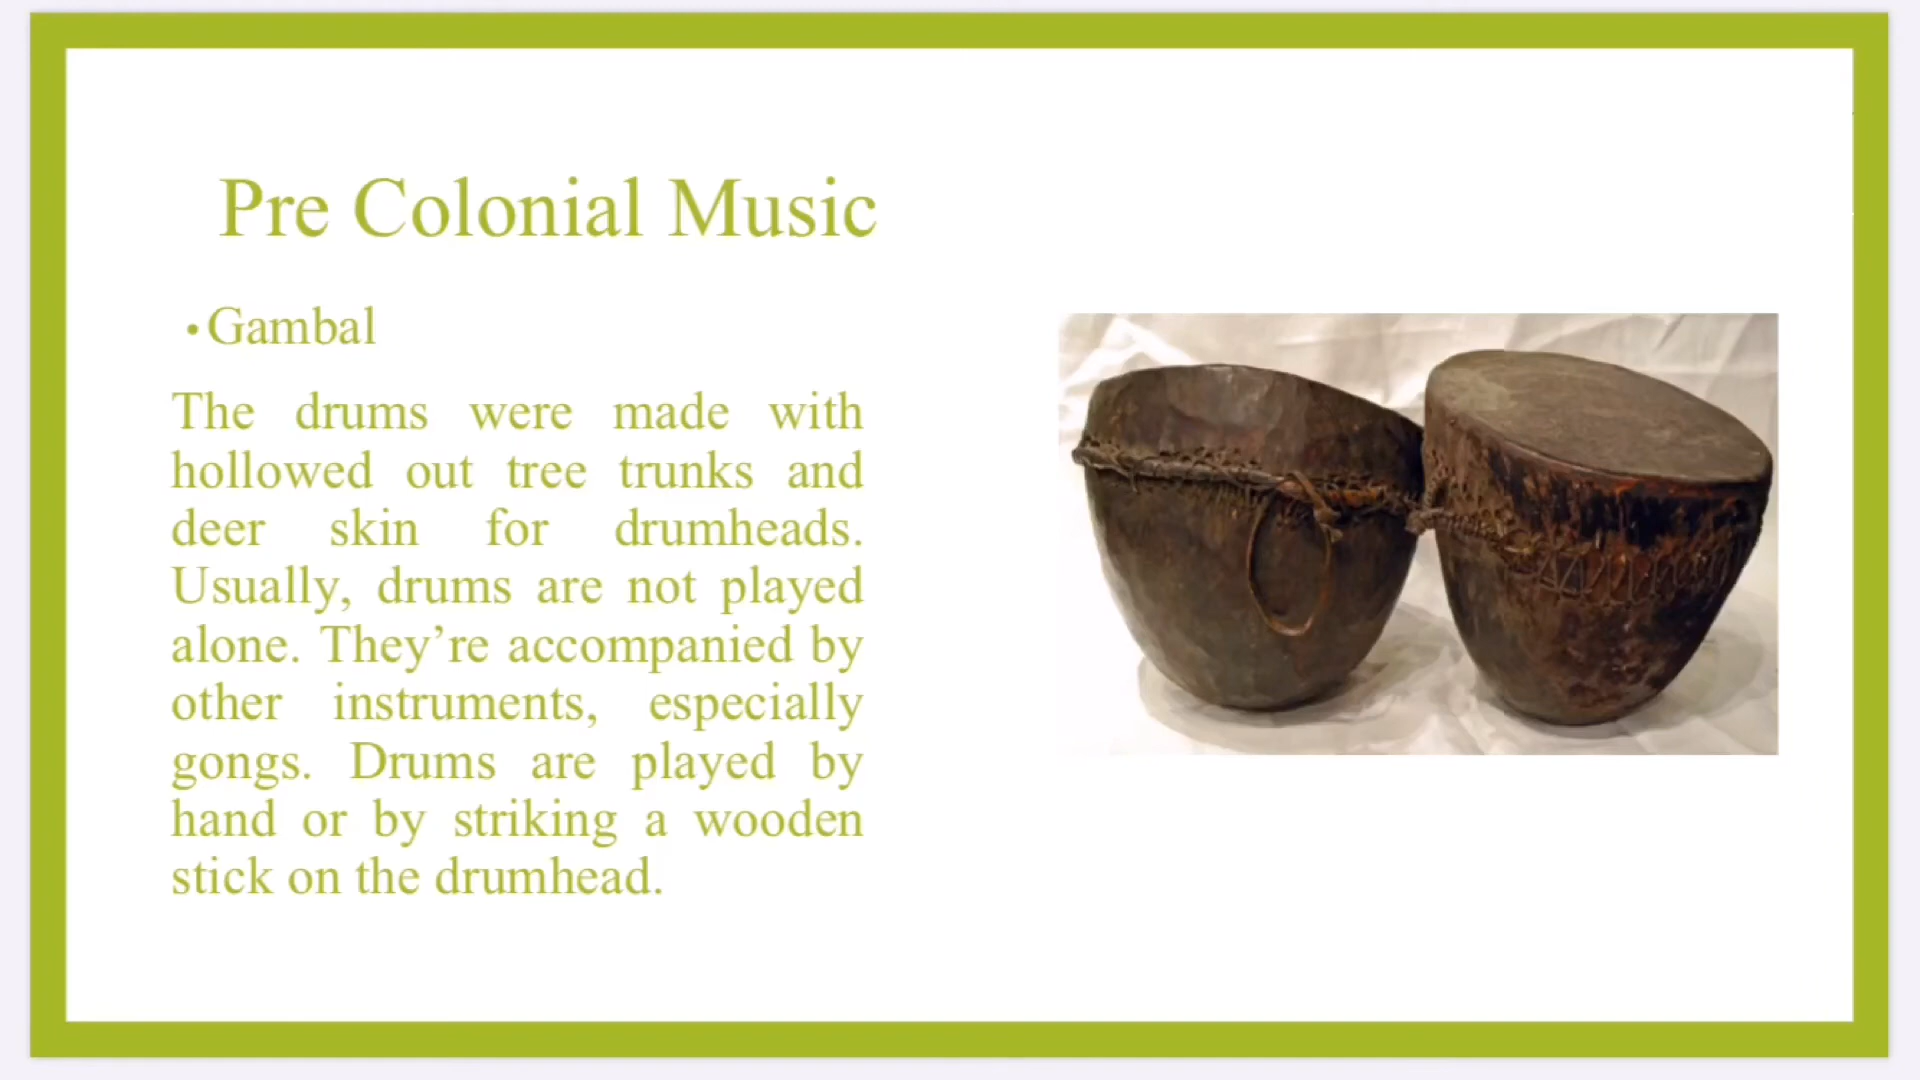 Pre Colonial Music
• Gambal
The drums were made with
hollowed out tree trunks and
deer skin for drumheads.
Usually, drums are not played
alone. They’re accompanied by
other instruments, especially
gongs. Drums are played by
hand or by striking a wooden
stick on the drumhead.